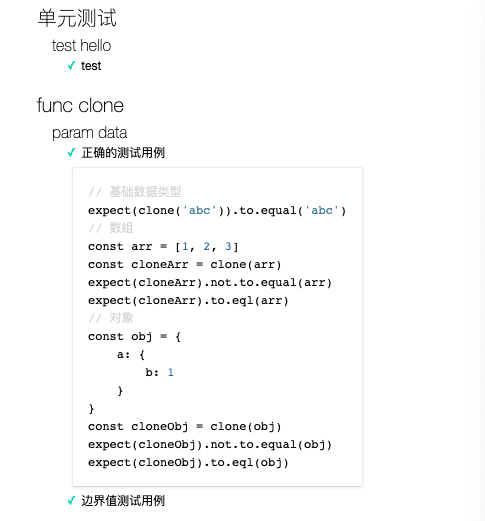 单元测试
test hello
✓ test
func clone
param data
✓ 正确的测试用例
// 基础数据类型
expect(clone('abc')).to.equal('abc')
// 数组
const arr = [1, 2, 3]
const cloneArr = clone(arr)
expect(cloneArr).not.to.equal(arr)
expect(cloneArr).to.eql(arr)
// 对象
const obj = {
    a: {
        b: 1
    }
}
const cloneObj = clone(obj)
expect(cloneObj).not.to.equal(obj)
expect(cloneObj).to.eql(obj)
✓ 边界值测试用例